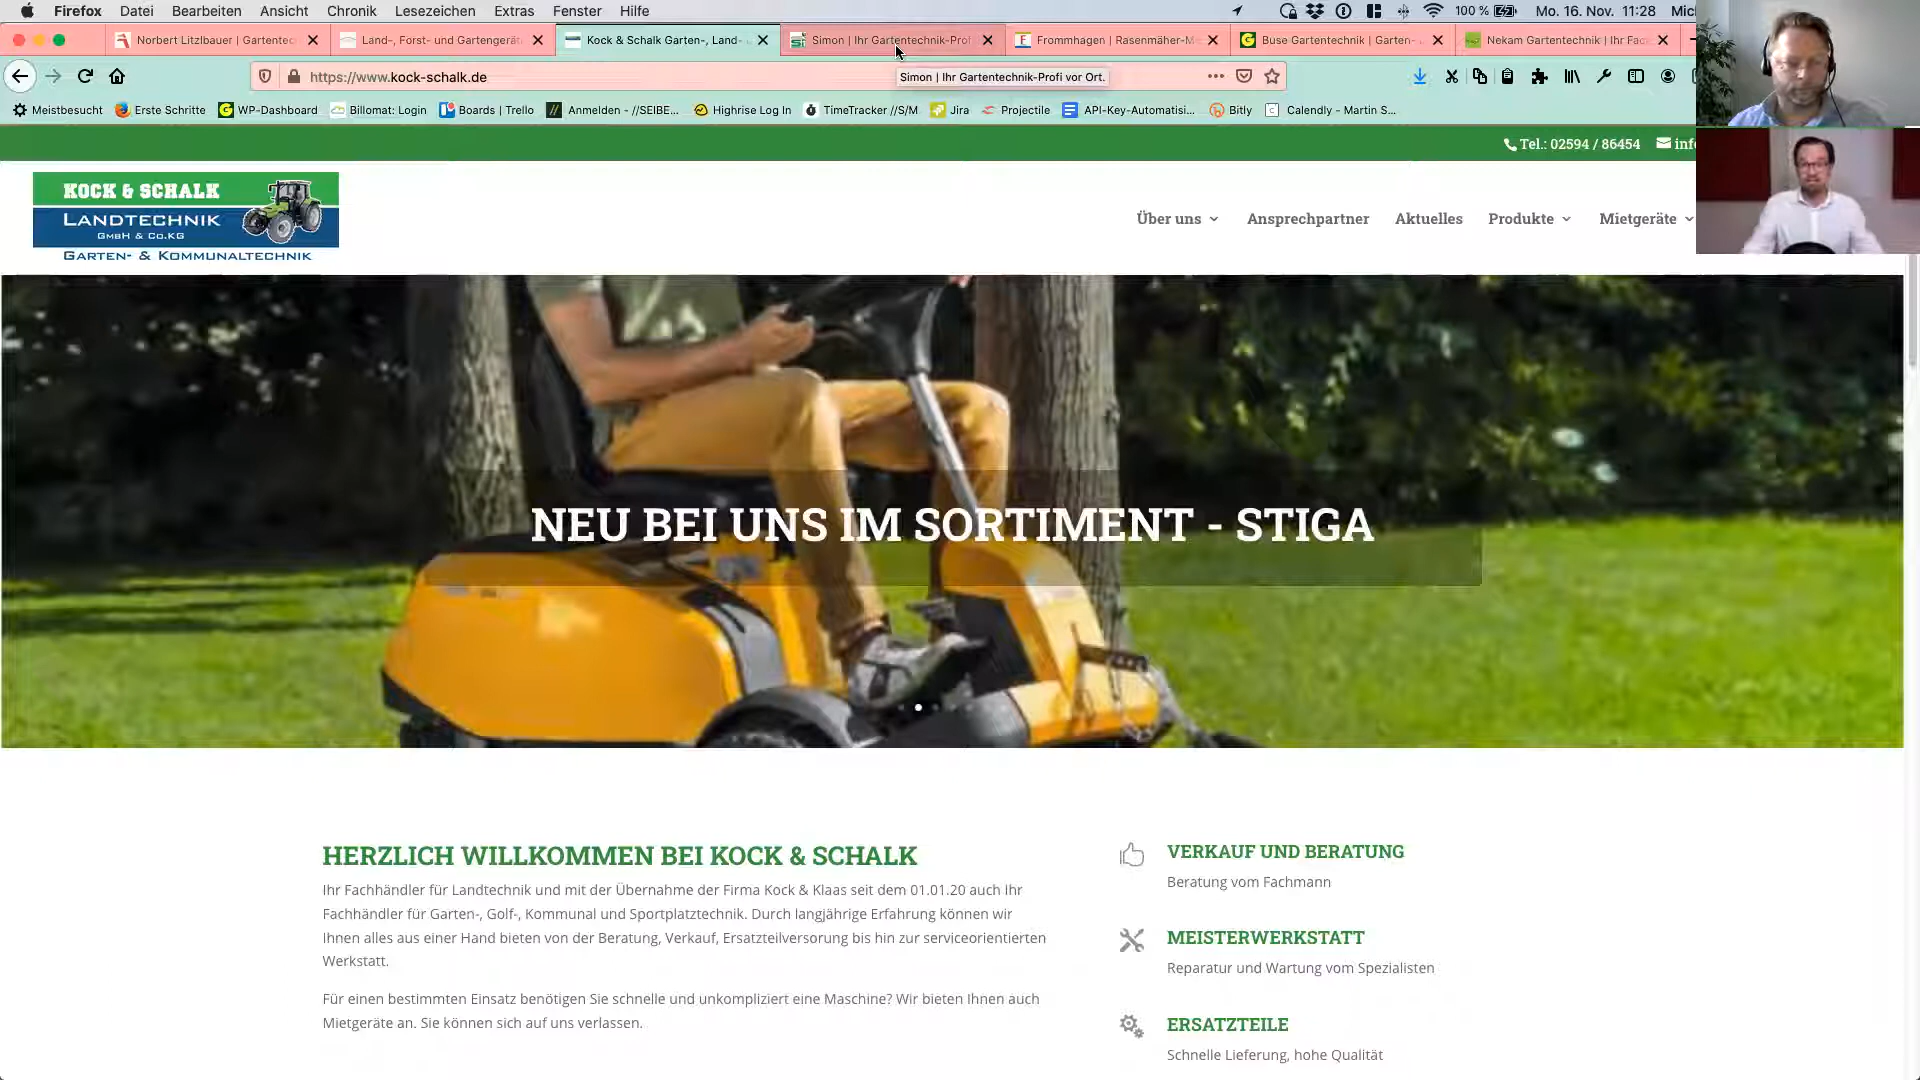 Firefox Datei Bearbeiten Ansicht Chronik Lesezeichen Extras Fenster Hilfe 100 % Mo. 16. Nov. 11:28
Norbert Litzlbauer | Gartentec Land-, Forst- und Gartengerät Kock & Schalk Garten-, Land- Simon | Ihr Gartentechnik-Prof Frommhagen | Rasenmäher-M Buse Gartentechnik | Garten- Nekam Gartentechnik | Ihr Fac
https://www.kock-schalk.de Simon | Ihr Gartentechnik-Profi vor Ort.
Meistbesucht Erste Schritte WP-Dashboard Billomat: Login Boards | Trello Anmelden - //SEIBE... Highrise Log In TimeTracker //S/M Jira Projectile API-Key-Automatisi... Bitly Calendly - Martin S...
Tel.: 02594 / 86454
KOCK & SCHALK
LANDTECHNIK
GMBH & CO.KG
GARTEN- & KOMMUNALTECHNIK
Über uns Ansprechpartner Aktuelles Produkte Mietgeräte
NEU BEI UNS IM SORTIMENT - STIGA
HERZLICH WILLKOMMEN BEI KOCK & SCHALK
Ihr Fachhändler für Landtechnik und mit der Übernahme der Firma Kock & Klaas seit dem 01.01.20 auch Ihr
Fachhändler für Garten-, Golf-, Kommunal und Sportplatztechnik. Durch langjährige Erfahrung können wir
Ihnen alles aus einer Hand bieten von der Beratung, Verkauf, Ersatzteilversorung bis hin zur serviceorientierten
Werkstatt.
Für einen bestimmten Einsatz benötigen Sie schnelle und unkompliziert eine Maschine? Wir bieten Ihnen auch
Mietgeräte an. Sie können sich auf uns verlassen.
VERKAUF UND BERATUNG
Beratung vom Fachmann
MEISTERWERKSTATT
Reparatur und Wartung vom Spezialisten
ERSATZTEILE
Schnelle Lieferung, hohe Qualität